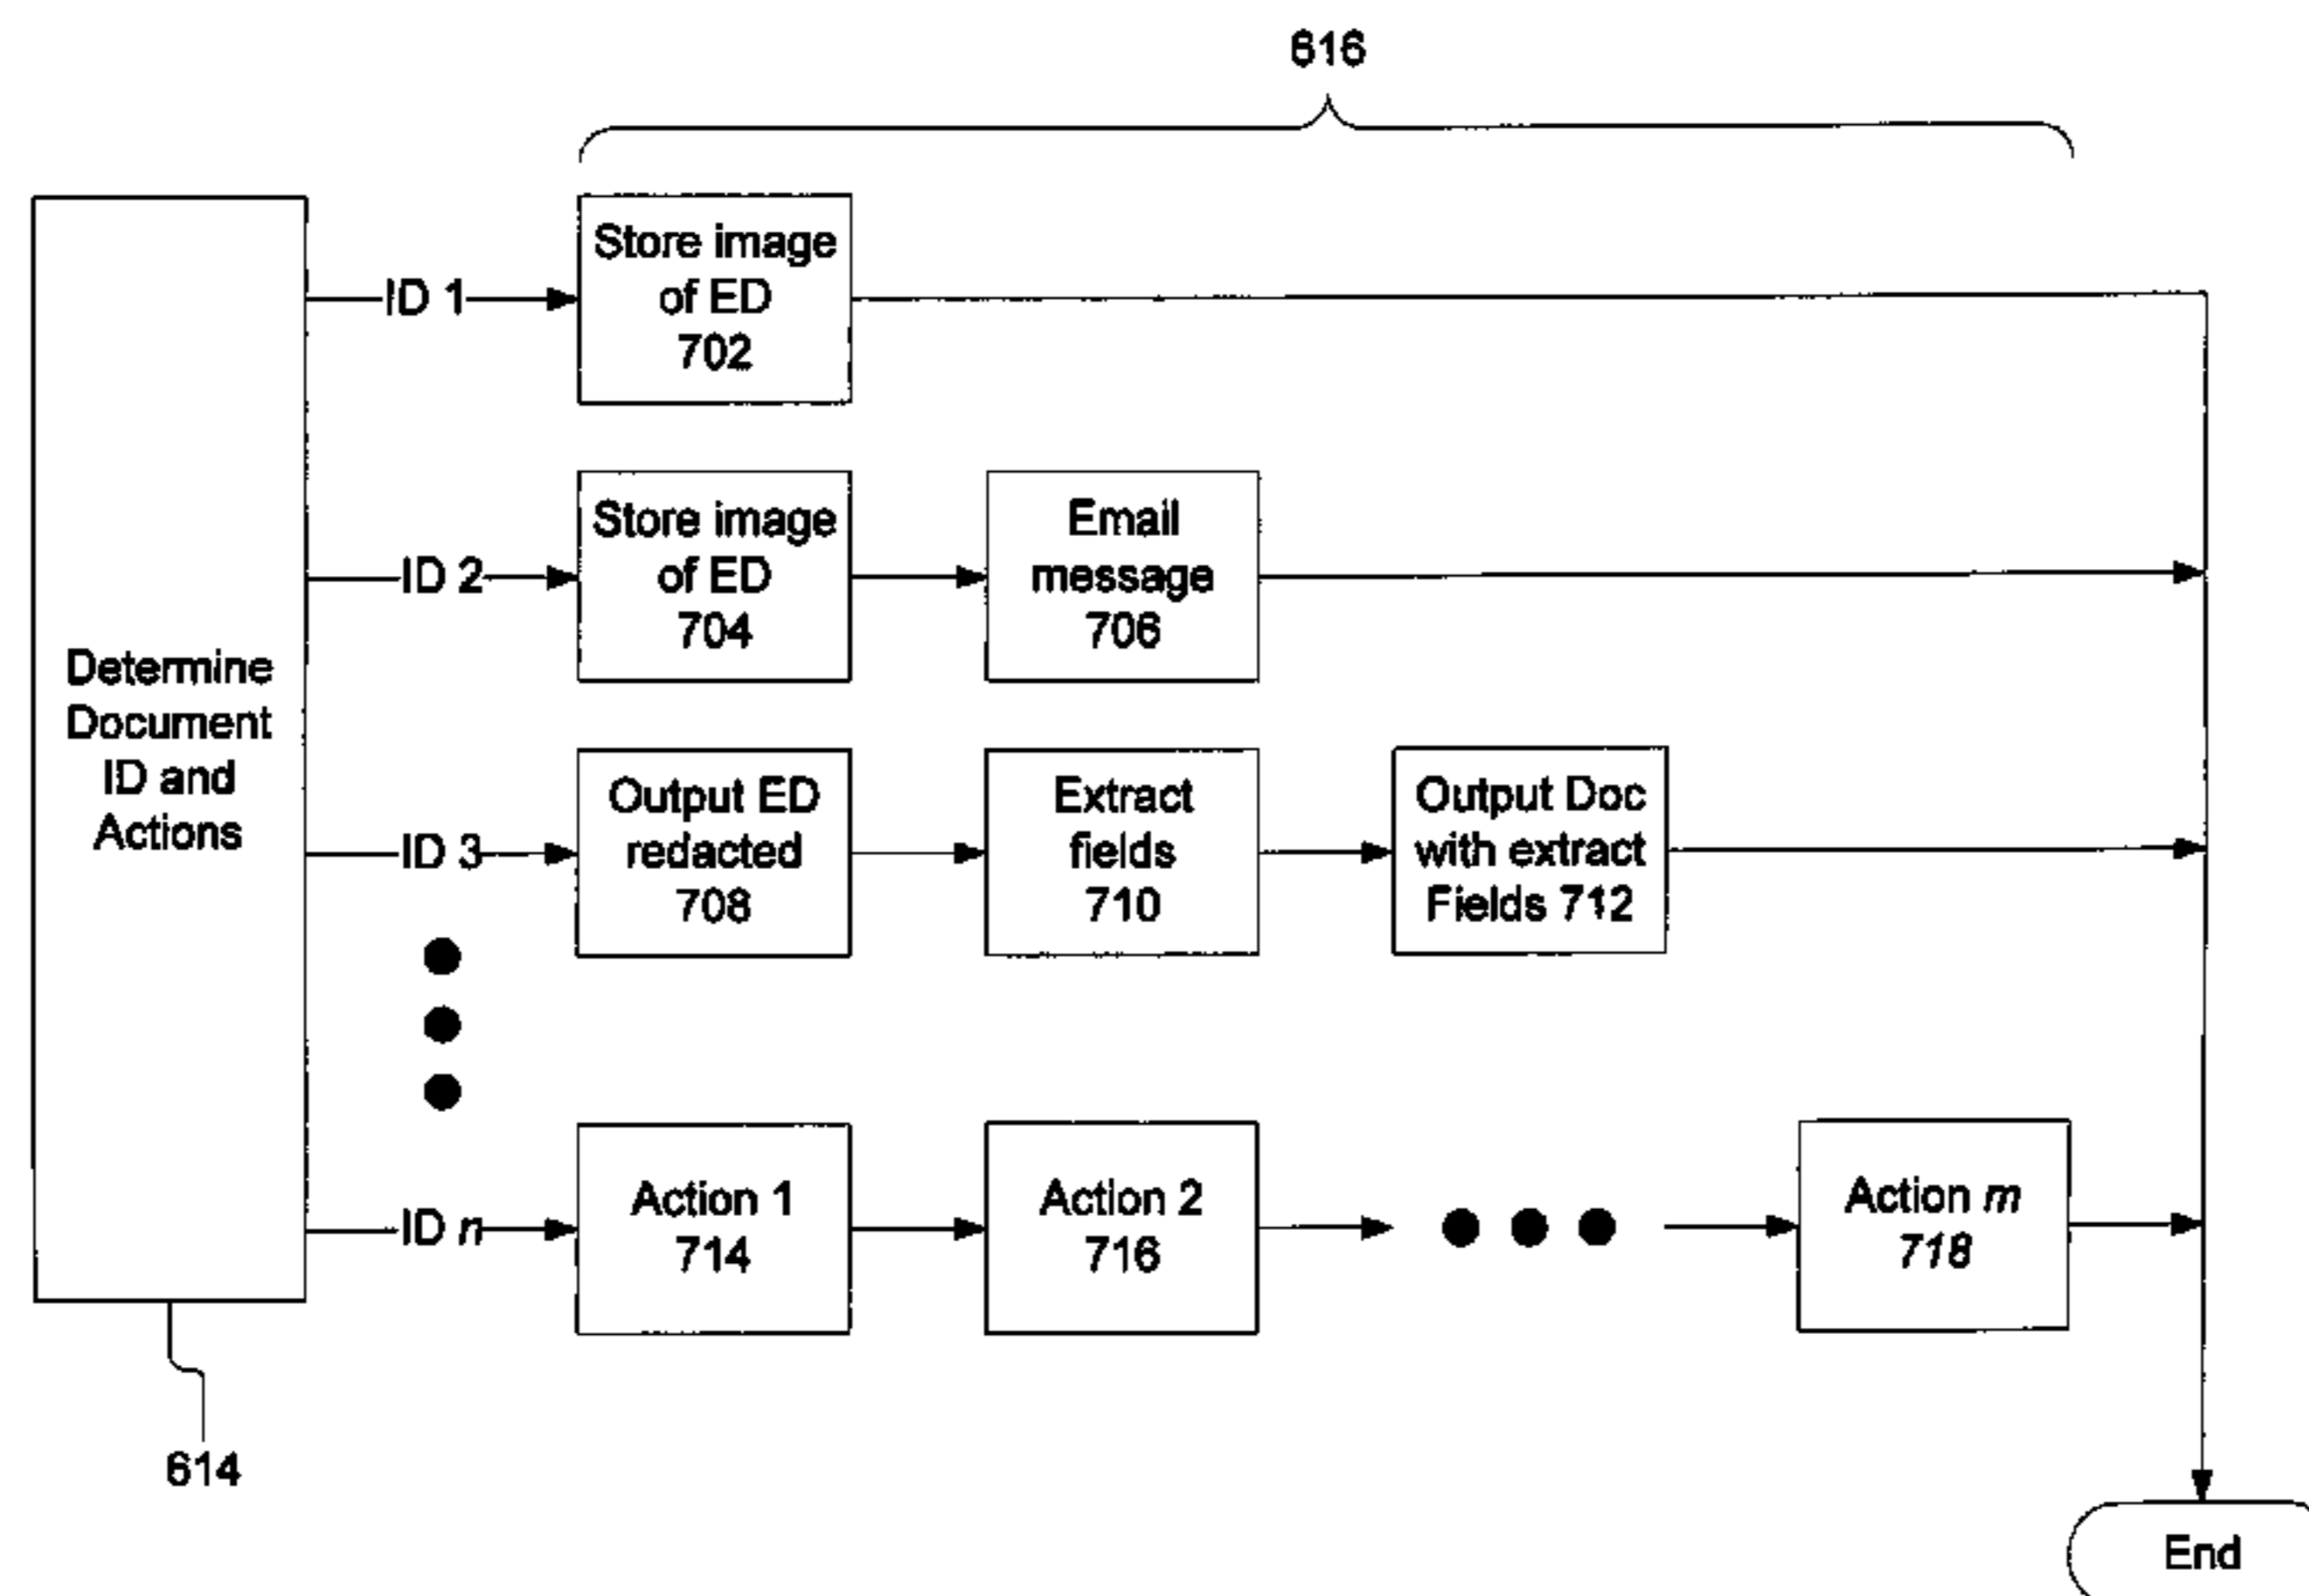 616
Determine
Document
ID and
Actions
614
ID 1
Store image
of ED
702
ID 2
Store image
of ED
704
Email
message
706
ID 3
Output ED
redacted
708
Extract
fields
710
Output Doc
with extract
Fields 712
ID n
Action 1
714
Action 2
716
Action m
718
End